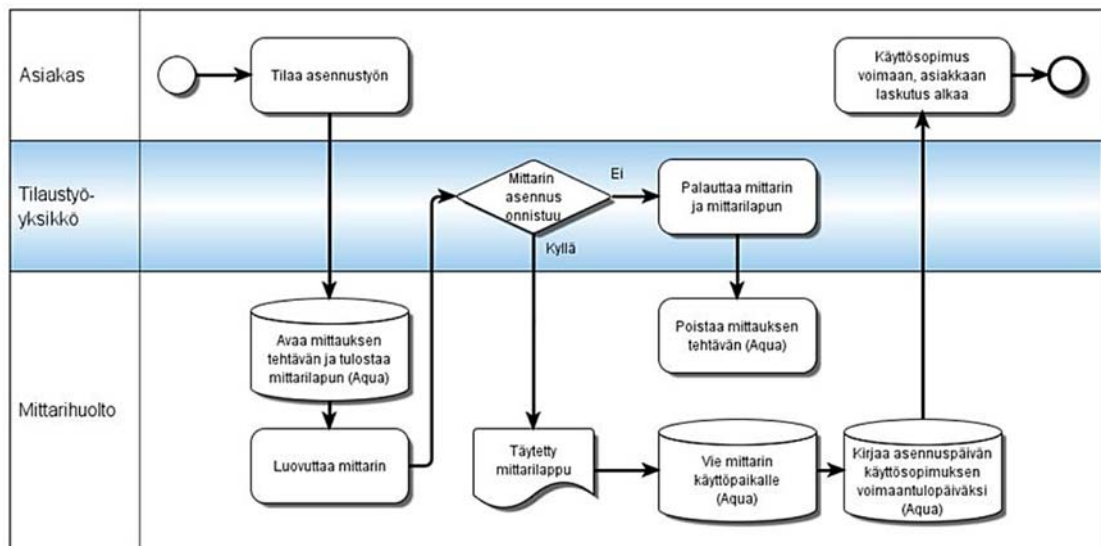 Asiakas
Tilaa asennustyön
Käyttösopimus
voimaan, asiakkaan
laskutus alkaa
Tilaustyö-
yksikkö
Mittarin
asennus
onnistuu
Ei
Kyllä
Palauttaa mittarin
ja mittarilapun
Mittarihuolto
Avaa mittauksen
tehtävän ja tulostaa
mittarilapun (Aqua)
Luovuttaa mittarin
Poistaa mittauksen
tehtävän (Aqua)
Täytetty
mittarilappu
Vie mittarin
käyttöpaikalle
(Aqua)
Kirjaa asennuspäivän
käyttösopimuksen
voimaantulopäiväksi
(Aqua)